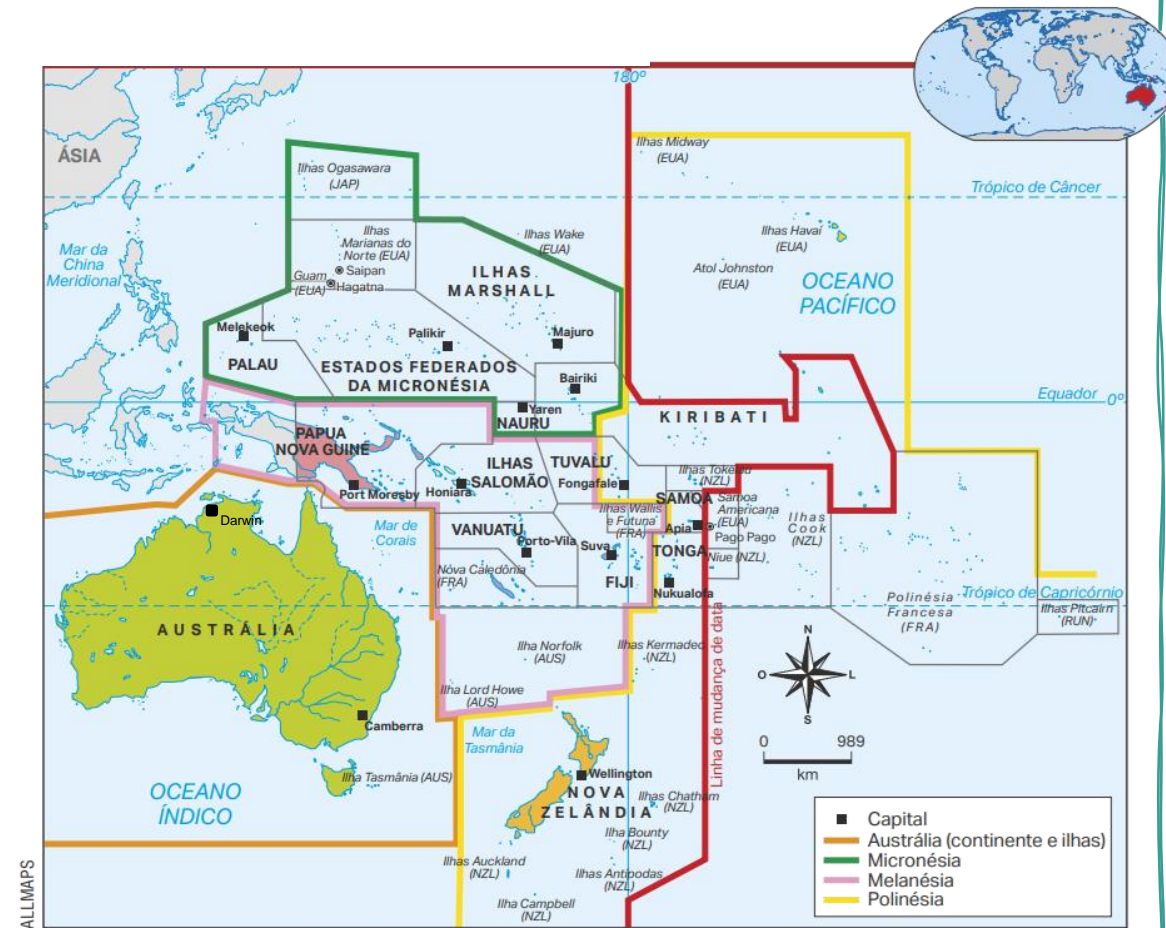 180º
ÁSIA
Ilhas Midway
(EUA)
Ilhas Ogasawara
(JAP)
Trópico de Câncer
Mar da
China
Meridional
Ilhas
Marianas do
Norte (EUA)
Ilhas Wake
(EUA)
Ilhas Havaí
(EUA)
Saipan
Guam
(EUA)
Hagatna
ILHAS
MARSHALL
Atol Johnston
(EUA)
OCEANO
PACÍFICO
Melekeok
Palikir
Majuro
PALAU
ESTADOS FEDERADOS
DA MICRONÉSIA
Bairiki
Equador
0º
Yaren
NAURU
KIRIBATI
PAPUA
NOVA GUINÉ
ILHAS
SALOMÃO
TUVALU
Ilhas Tokelau
(NZL)
Port Moresby
Honiara
Fongafale
SAMOA
Samoa
Americana
(EUA)
Darwin
Mar de
Corais
VANUATU
Ilhas Wallis
e Futuna
(FRA)
Apia
Pago Pago
Ilhas
Cook
(NZL)
Porto-Vila
Suva
TONGA
Niue (NZL)
Nova Caledônia
(FRA)
FIJI
Nukualofa
Polinésia
Francesa
(FRA)
Trópico de Capricórnio
Ilhas Pitcairn
(RUN)
AUSTRÁLIA
Linha de mudança de data
Ilha Norfolk
(AUS)
Ilhas Kermadec
(NZL)
N
O
L
S
Ilha Lord Howe
(AUS)
Camberra
Mar da
Tasmânia
0
989
km
Ilha Tasmânia (AUS)
Wellington
NOVA
ZELÂNDIA
Ilhas Chatham
(NZL)
OCEANO
ÍNDICO
Ilha Bounty
(NZL)
Ilhas Auckland
(NZL)
Ilhas Antípodas
(NZL)
Ilha Campbell
(NZL)
Capital
Austrália (continente e ilhas)
Micronésia
Melanésia
Polinésia
ALLMAPS